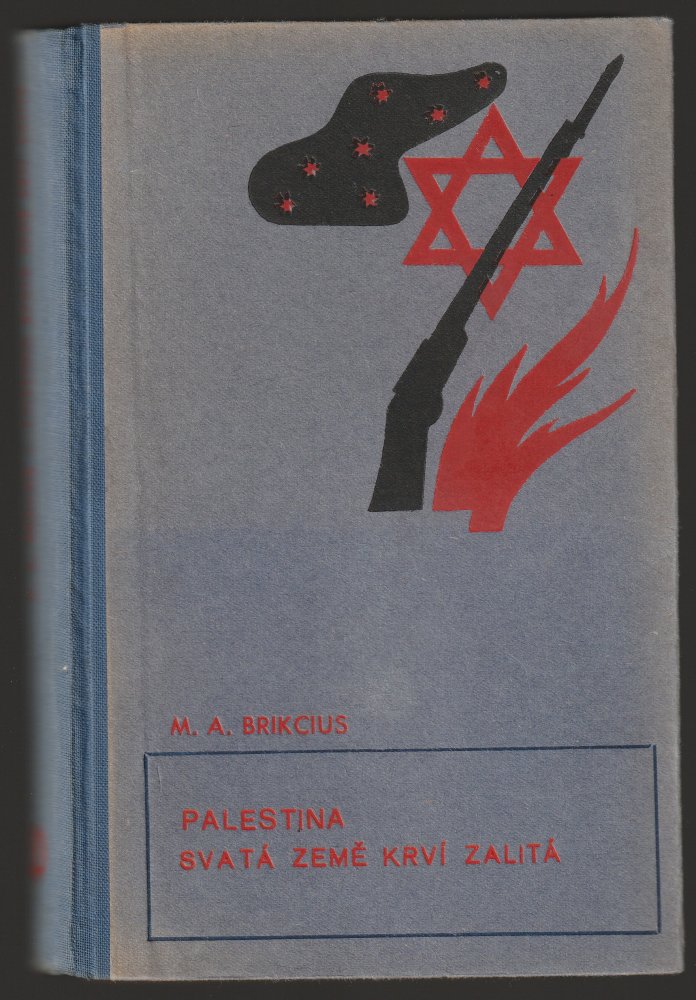 M. A. BRIKCIUS
PALESTINA
SVATÁ ZEMĚ KRVÍ ZALITÁ